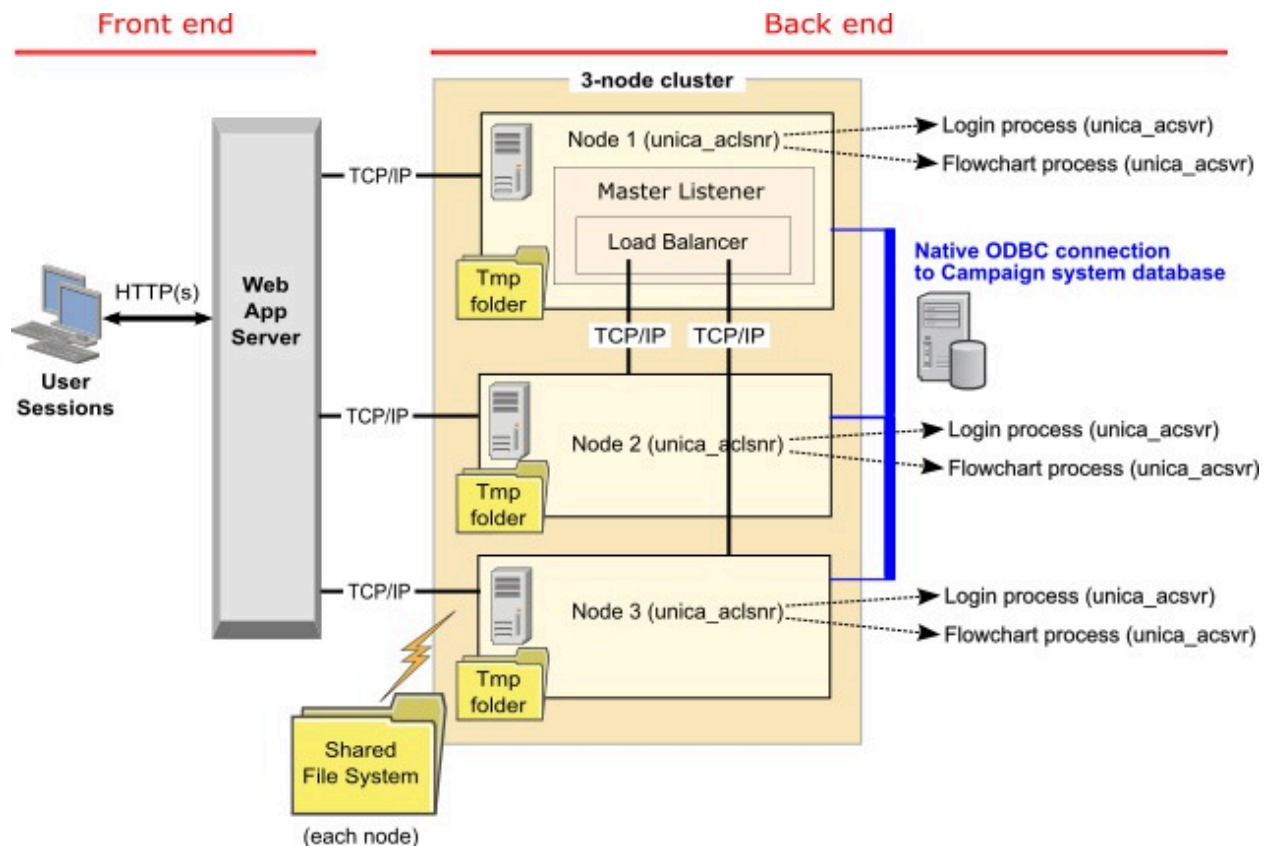 Front end
Back end
3-node cluster
Node 1 (unica_aclsnr)
Login process (unica_acsvr)
Flowchart process (unica_acsvr)
TCP/IP
Master Listener
Load Balancer
Tmp
folder
Native ODBC connection
to Campaign system database
HTTP(s)
Web
App
Server
User
Sessions
TCP/IP
TCP/IP
TCP/IP
Node 2 (unica_aclsnr)
Login process (unica_acsvr)
Flowchart process (unica_acsvr)
Tmp
folder
TCP/IP
Node 3 (unica_aclsnr)
Login process (unica_acsvr)
Flowchart process (unica_acsvr)
Tmp
folder
Shared
File System
(each node)